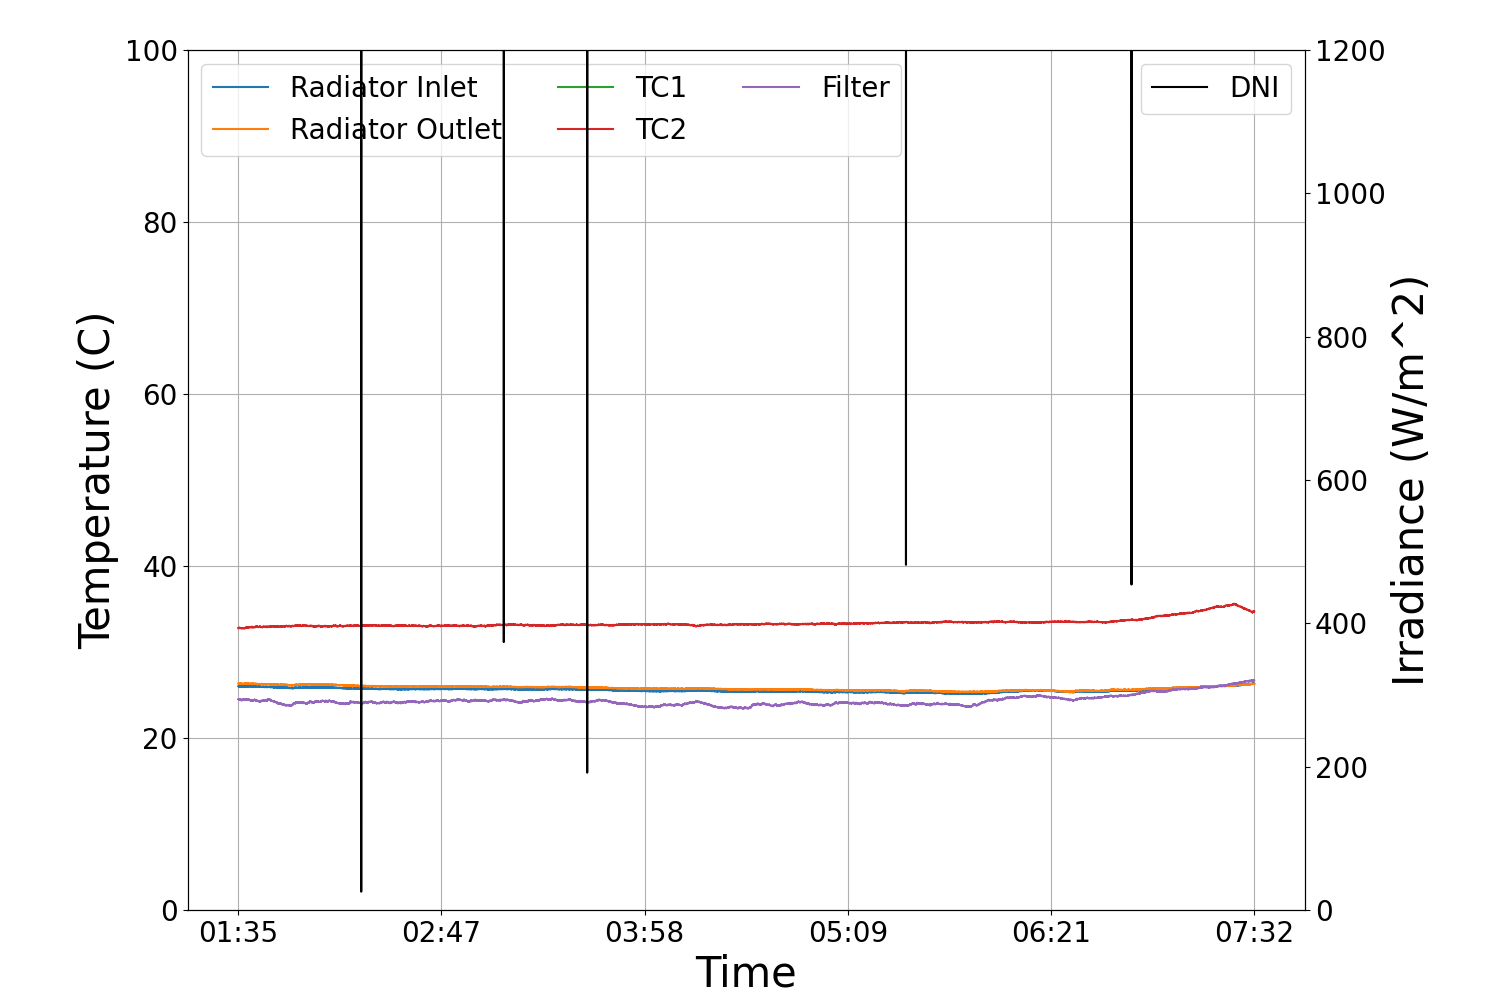 100
80
60
40
20
0
Temperature (C)
Radiator Inlet
Radiator Outlet
TC1
TC2
Filter
DNI
1200
1000
800
600
400
200
0
Irradiance (W/m^2)
01:35 02:47 03:58 05:09 06:21 07:32
Time